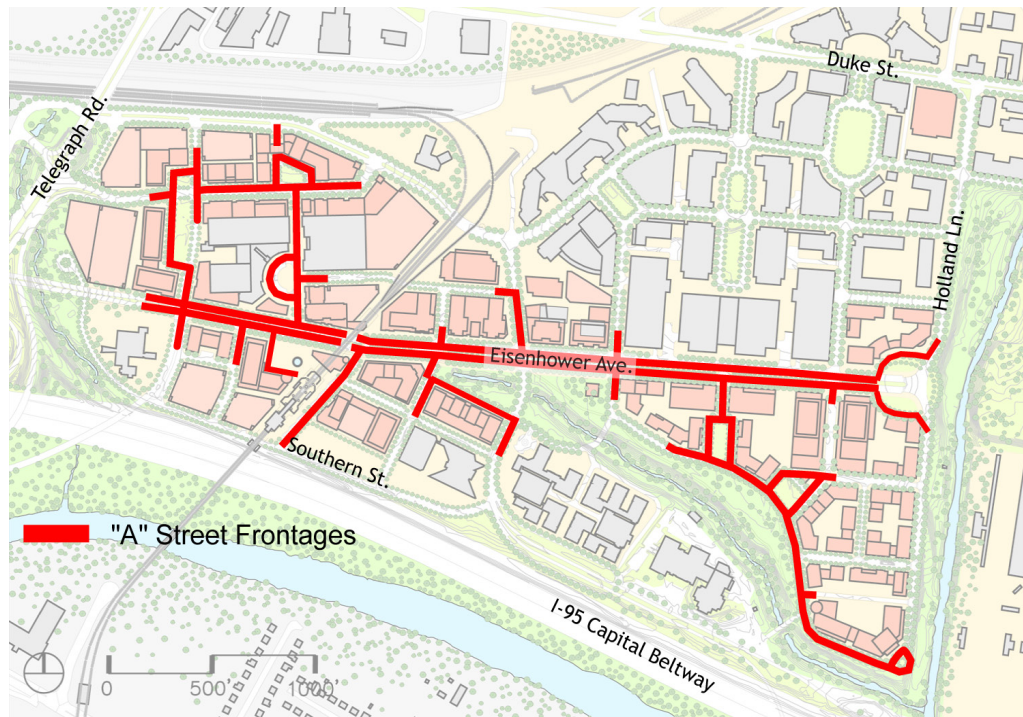 Duke St.
Telegraph Rd.
Holland Ln.
Eisenhower Ave.
Southern St.
"A" Street Frontages
I-95 Capital Beltway
0 500' 1000'